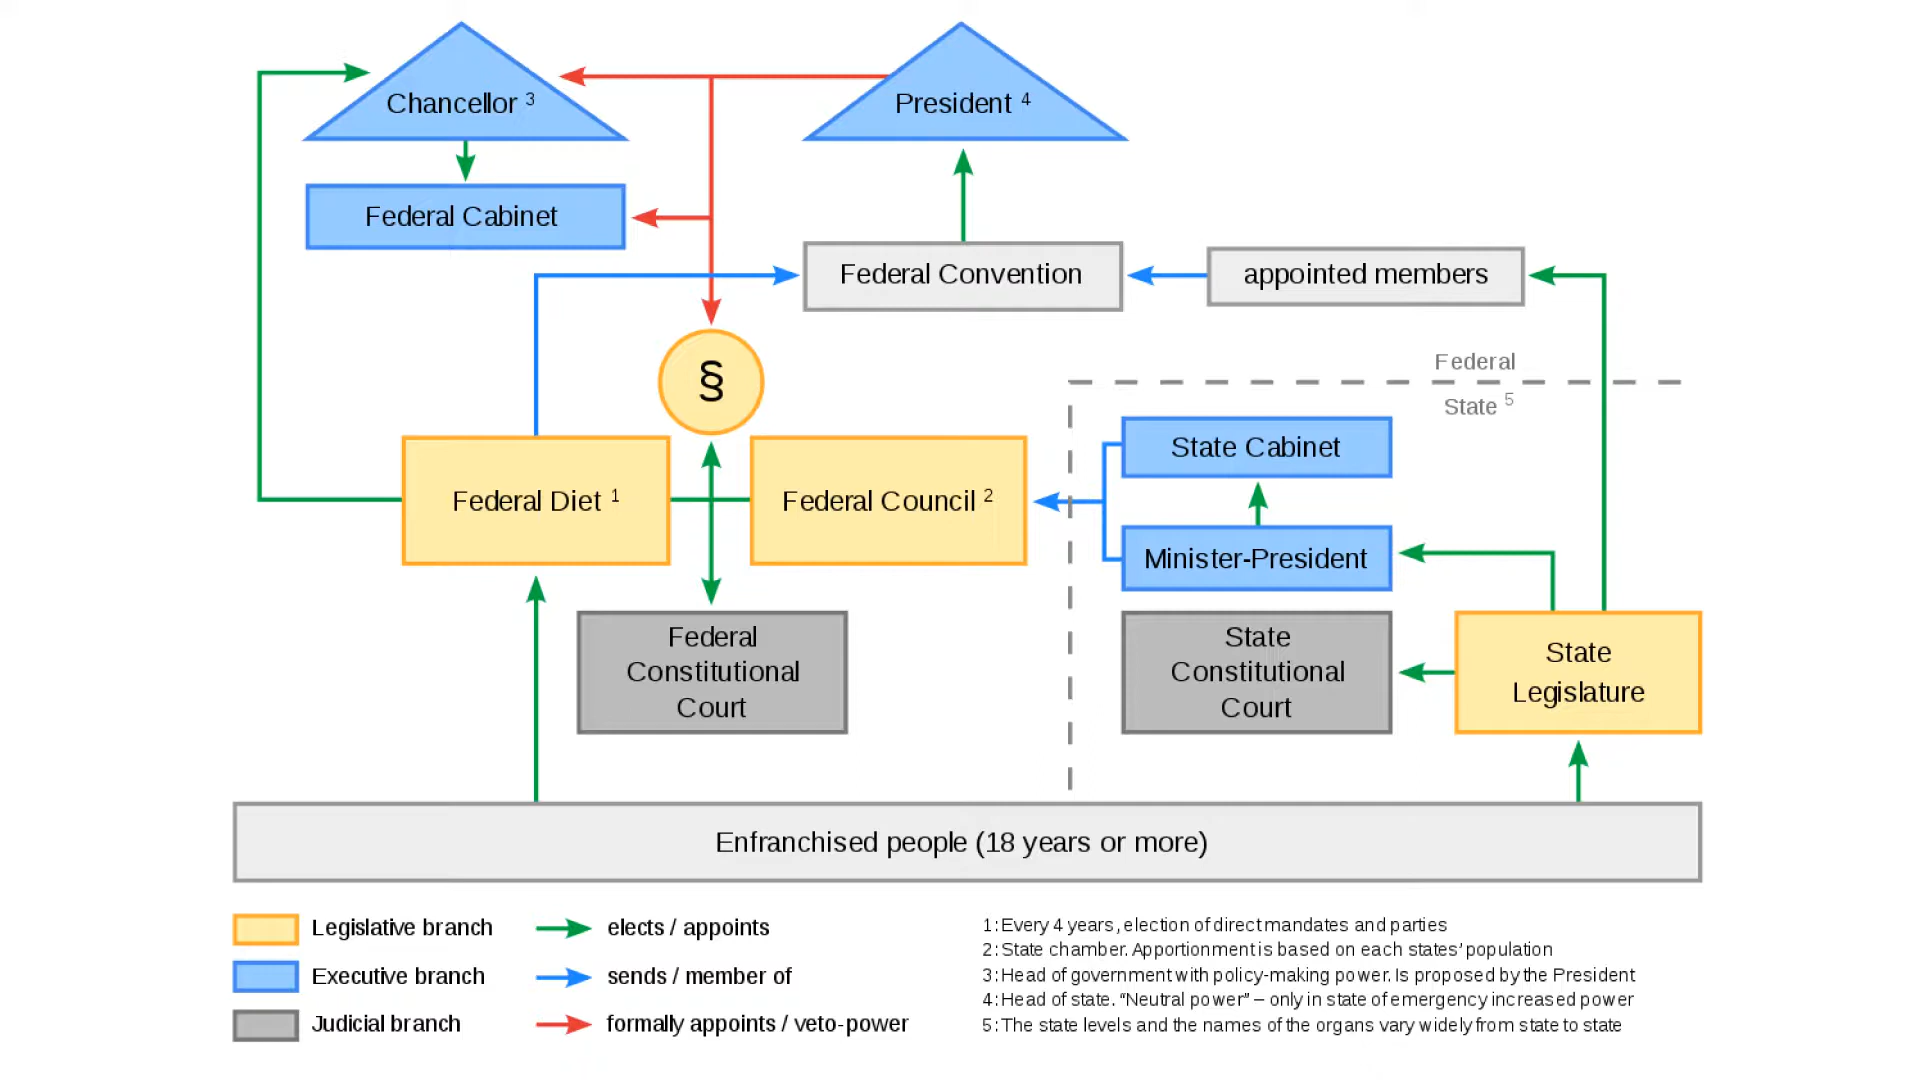 Chancellor 3
President 4
Federal Cabinet
Federal Convention
appointed members
Federal
State 5
§
State Cabinet
Federal Diet 1
Federal Council 2
Minister-President
Federal
Constitutional
Court
State
Constitutional
Court
State
Legislature
Enfranchised people (18 years or more)
Legislative branch
Executive branch
Judicial branch
elects / appoints
sends / member of
formally appoints / veto-power
1: Every 4 years, election of direct mandates and parties
2: State chamber. Apportionment is based on each states’ population
3: Head of government with policy-making power. Is proposed by the President
4: Head of state. “Neutral power” – only in state of emergency increased power
5: The state levels and the names of the organs vary widely from state to state